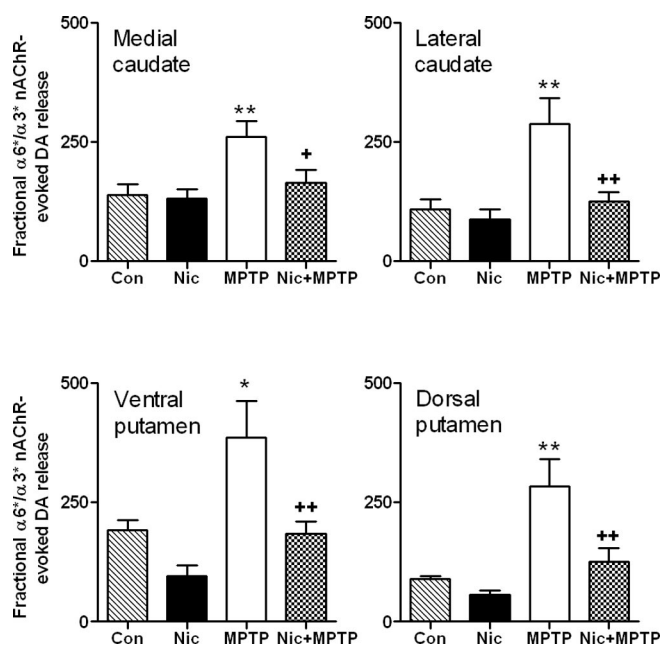 500
250
0
Fractional α6*/α3* nAChR-
evoked DA release
Medial
caudate
**
+
Con Nic MPTP Nic+MPTP
500
250
0
Lateral
caudate
**
++
Con Nic MPTP Nic+MPTP
500
250
0
Fractional α6*/α3* nAChR-
evoked DA release
Ventral
putamen
*
++
Con Nic MPTP Nic+MPTP
500
250
0
Dorsal
putamen
**
++
Con Nic MPTP Nic+MPTP